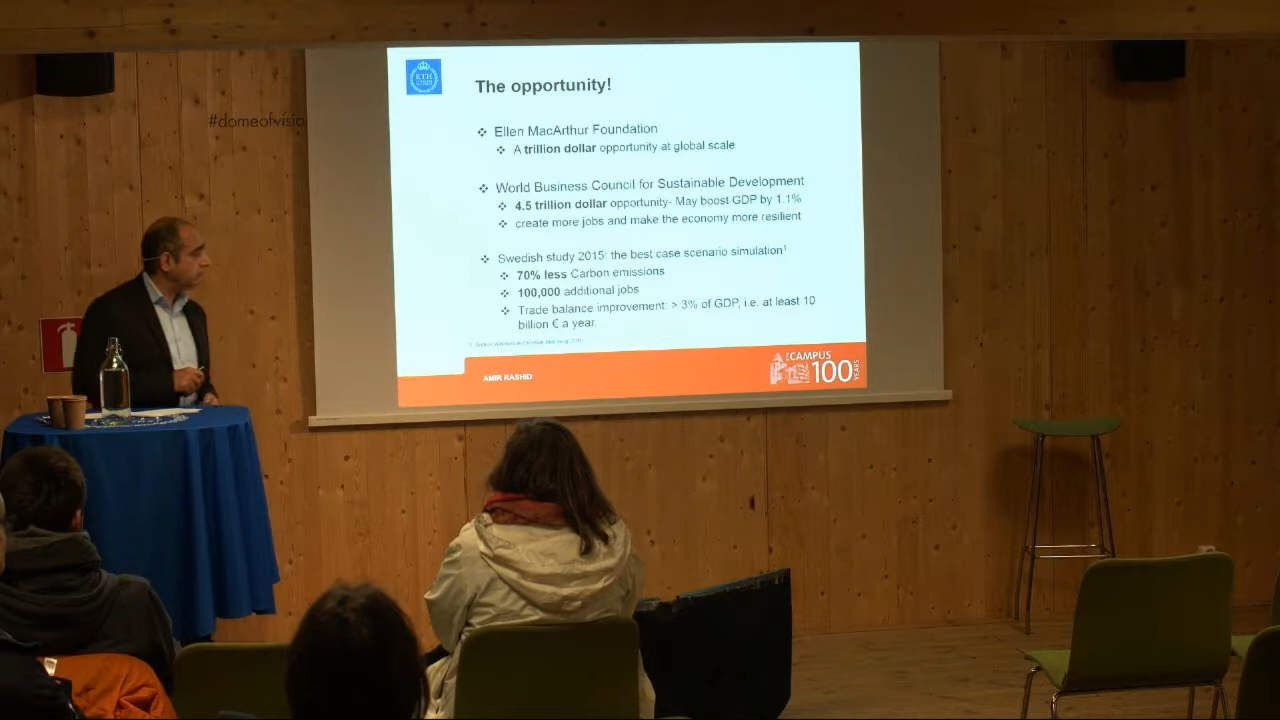 #domeofvisio
KTH
The opportunity!
❖ Ellen MacArthur Foundation
❖ A trillion dollar opportunity at global scale
❖ World Business Council for Sustainable Development
❖ 4.5 trillion dollar opportunity- May boost GDP by 1.1%
❖ create more jobs and make the economy more resilient
❖ Swedish study 2015: the best case scenario simulation¹
❖ 70% less Carbon emissions
❖ 100,000 additional jobs
❖ Trade balance improvement: > 3% of GDP, i.e. at least 10
billion € a year.
AMIR RASHID
CAMPUS
100
YEARS